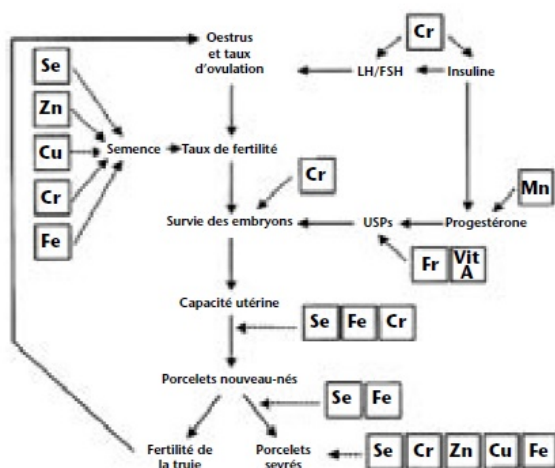 Oestrus
et taux
d'ovulation
Cr
LH/FSH
Insuline
Se
Zn
Cu
Cr
Fe
Semence
Taux de fertilité
Cr
Mn
Survie des embryons
USPs
Progestérone
Fr
Vit
A
Capacité utérine
Se
Fe
Cr
Porcelets nouveau-nés
Se
Fe
Fertilité de
la truie
Porcelets
sevrés
Se
Cr
Zn
Cu
Fe